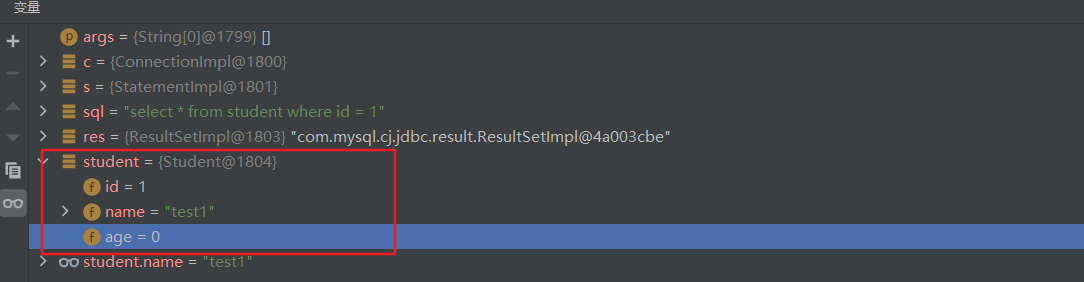 变量
p args = {String[0]@1799} []
c = {ConnectionImpl@1800}
s = {StatementImpl@1801}
sql = "select * from student where id = 1"
res = {ResultSetImpl@1803} "com.mysql.cj.jdbc.result.ResultSetImpl@4a003cbe"
student = {Student@1804}
f id = 1
f name = "test1"
f age = 0
student.name = "test1"